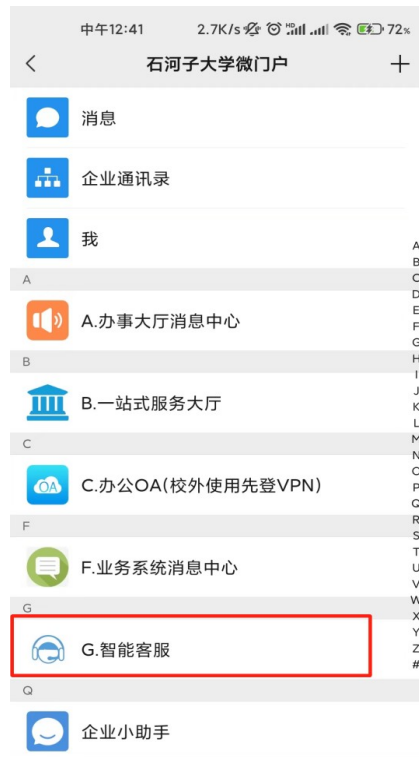 中午12:41 2.7K/s HD 72%
石河子大学微门户
消息
企业通讯录
我
A
A.办事大厅消息中心
B
B.一站式服务大厅
C
OA C.办公OA(校外使用先登VPN)
F
F.业务系统消息中心
G
G.智能客服
Q
企业小助手
A
B
C
D
E
F
G
H
I
J
K
L
M
N
O
P
Q
R
S
T
U
V
W
X
Y
Z
#